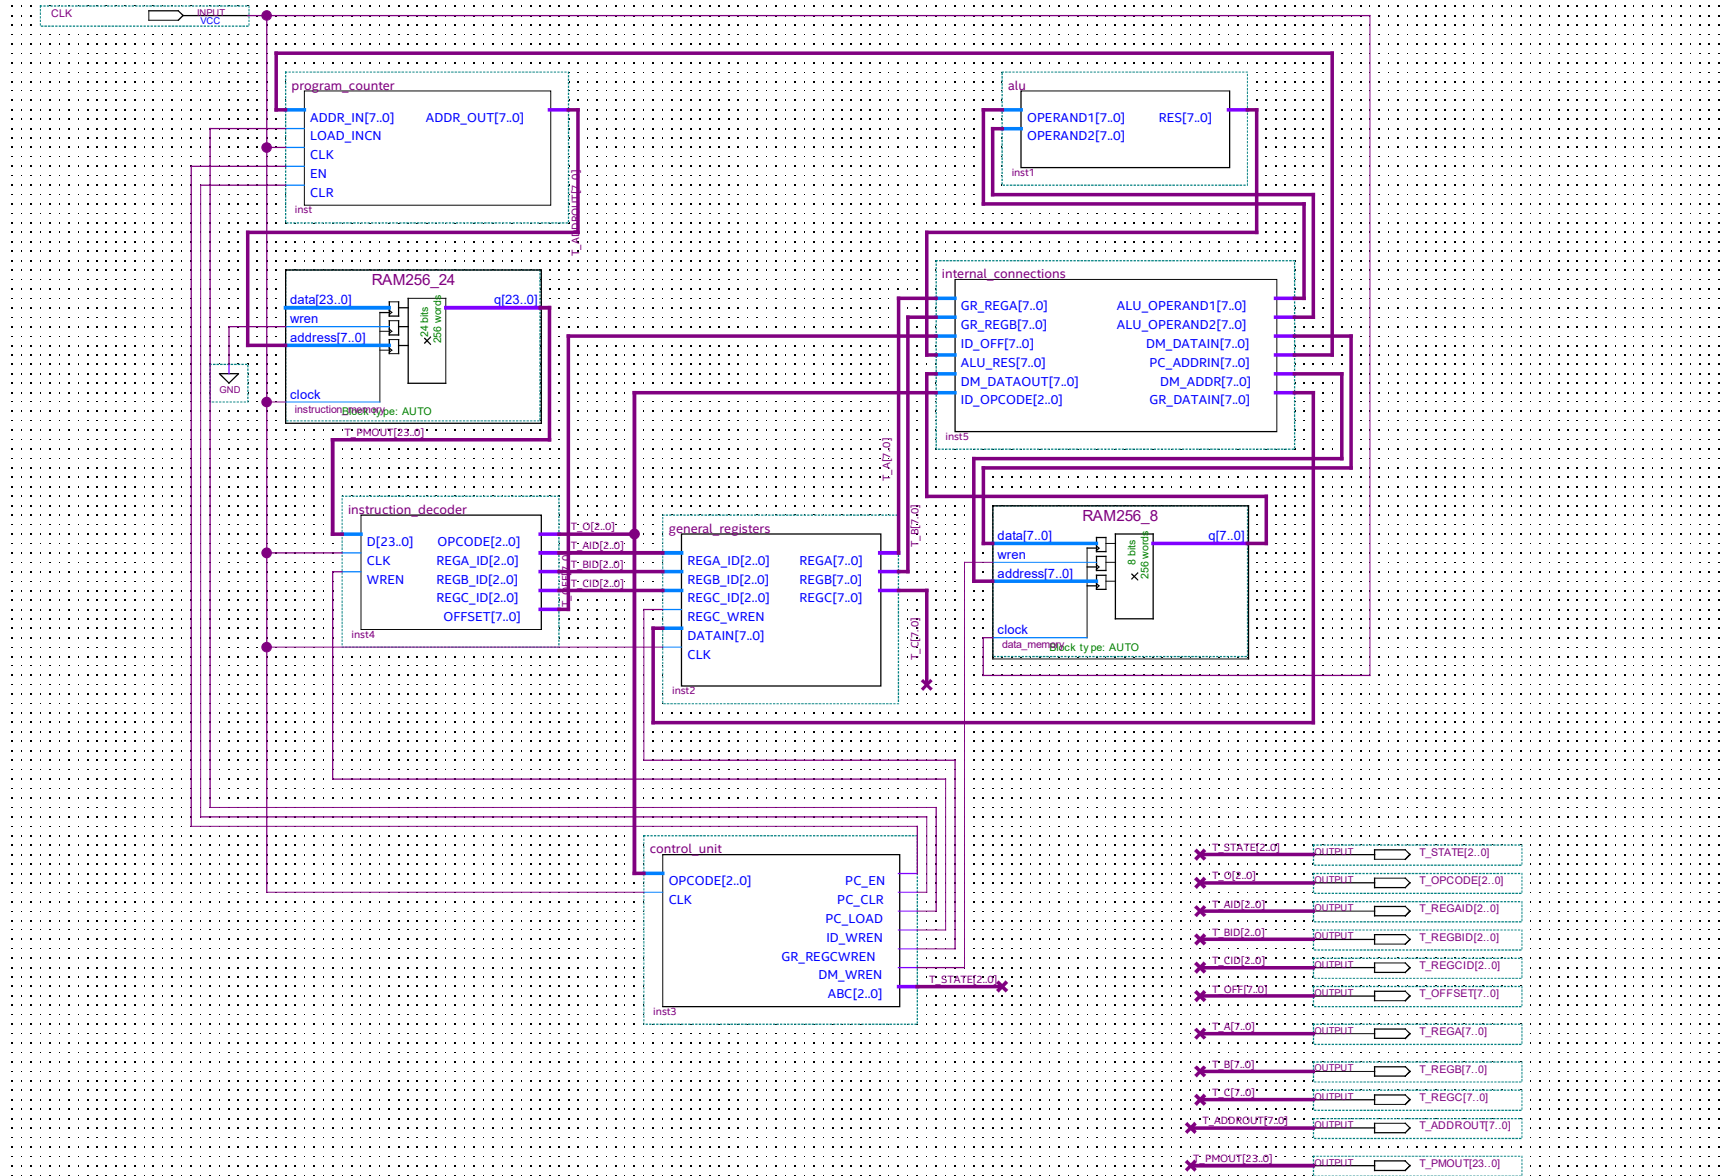 CLK
INPUT
VCC
program_counter
ADDR_IN[7..0] ADDR_OUT[7..0]
LOAD_INCN
CLK
EN
CLR
inst
T_ADDROUT[7..0]
alu
OPERAND1[7..0] RES[7..0]
OPERAND2[7..0]
inst1
RAM256_24
data[23..0] q[23..0]
wren
address[7..0]
24 bits
256 words
clock
instruction_memory
Block type: AUTO
GND
T_PMOUT[23..0]
internal_connections
GR_REGA[7..0] ALU_OPERAND1[7..0]
GR_REGB[7..0] ALU_OPERAND2[7..0]
ID_OFF[7..0] DM_DATAIN[7..0]
ALU_RES[7..0] PC_ADDRIN[7..0]
DM_DATAOUT[7..0] DM_ADDR[7..0]
ID_OPCODE[2..0] GR_DATAIN[7..0]
inst5
instruction_decoder
D[23..0] OPCODE[2..0]
CLK REGA_ID[2..0]
WREN REGB_ID[2..0]
REGC_ID[2..0]
OFFSET[7..0]
inst4
T_O[2..0]
T_AID[2..0]
T_BID[2..0]
T_CID[2..0]
T_OFF[7..0]
general_registers
REGA_ID[2..0] REGA[7..0]
REGB_ID[2..0] REGB[7..0]
REGC_ID[2..0] REGC[7..0]
REGC_WREN
DATAIN[7..0]
CLK
inst2
T_A[7..0]
T_B[7..0]
T_C[7..0]
RAM256_8
data[7..0] q[7..0]
wren
address[7..0]
8 bits
256 words
clock
data_memory
Block type: AUTO
control_unit
OPCODE[2..0] PC_EN
CLK PC_CLR
PC_LOAD
ID_WREN
GR_REGCWREN
DM_WREN
ABC[2..0]
inst3
T_STATE[2..0]
T_STATE[2..0] OUTPUT T_STATE[2..0]
T_O[2..0] OUTPUT T_OPCODE[2..0]
T_AID[2..0] OUTPUT T_REGAID[2..0]
T_BID[2..0] OUTPUT T_REGBID[2..0]
T_CID[2..0] OUTPUT T_REGCID[2..0]
T_OFF[7..0] OUTPUT T_OFFSET[7..0]
T_A[7..0] OUTPUT T_REGA[7..0]
T_B[7..0] OUTPUT T_REGB[7..0]
T_C[7..0] OUTPUT T_REGC[7..0]
T_ADDROUT[7..0] OUTPUT T_ADDROUT[7..0]
T_PMOUT[23..0] OUTPUT T_PMOUT[23..0]